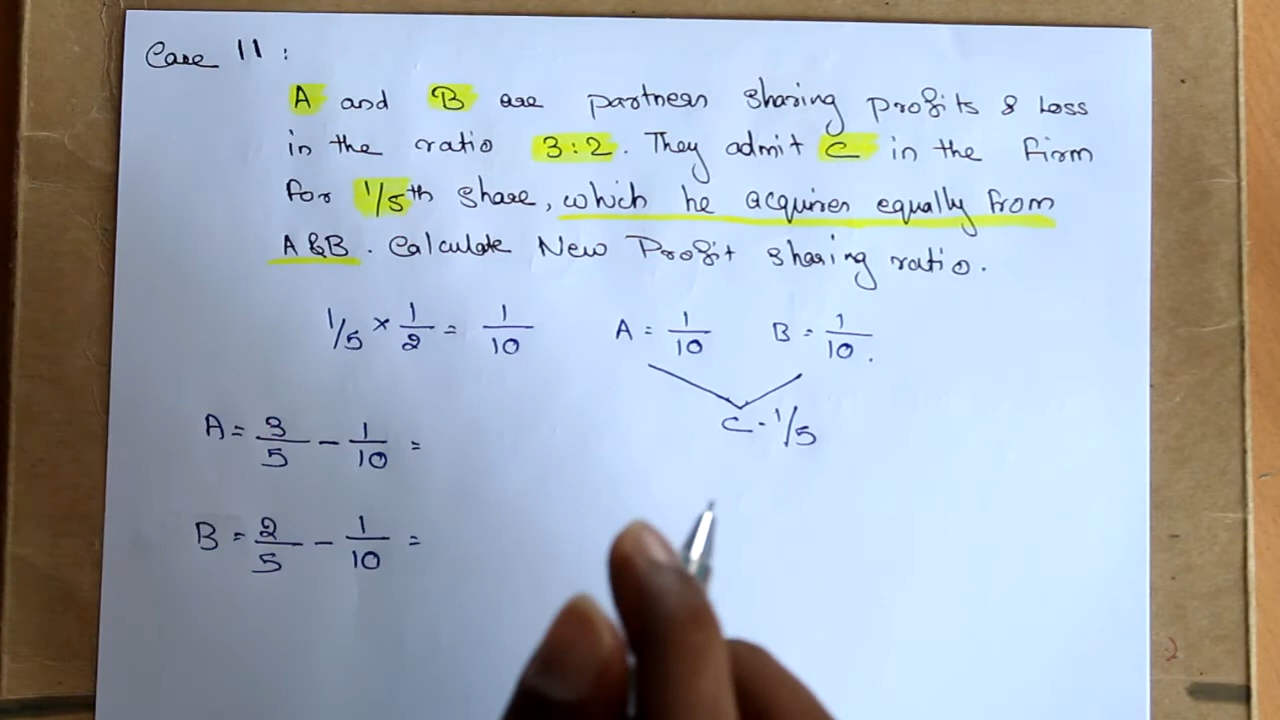 Case 11 :
A and B are partners sharing profits & Loss
in the ratio 3:2. They admit C in the Firm
for 1/5th share, which he acquires equally from
A&B. Calculate New Profit sharing ratio.
1/5 × 1/2 = 1/10 A = 1/10 B = 1/10.
C - 1/5
A = 3/5 - 1/10 =
B = 2/5 - 1/10 =
2